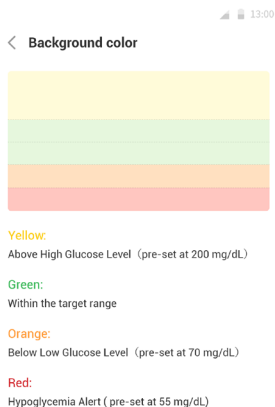 13:00
Background color
Yellow:
Above High Glucose Level（pre-set at 200 mg/dL）
Green:
Within the target range
Orange:
Below Low Glucose Level（pre-set at 70 mg/dL）
Red:
Hypoglycemia Alert ( pre-set at 55 mg/dL)